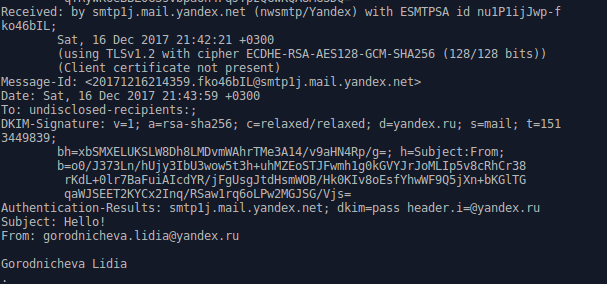 Received: by smtp1j.mail.yandex.net (nwsmtp/Yandex) with ESMTPSA id nu1P1ijJwp-f
ko46bIL;
Sat, 16 Dec 2017 21:42:21 +0300
(using TLSv1.2 with cipher ECDHE-RSA-AES128-GCM-SHA256 (128/128 bits))
(Client certificate not present)
Message-Id: <20171216214359.fko46bIL@smtp1j.mail.yandex.net>
Date: Sat, 16 Dec 2017 21:43:59 +0300
To: undisclosed-recipients:;
DKIM-Signature: v=1; a=rsa-sha256; c=relaxed/relaxed; d=yandex.ru; s=mail; t=151
3449839;
bh=xbSMXELUKSLW8Dh8LMDvmWAhrTMe3A14/v9aHN4Rp/g=; h=Subject:From;
b=o0/J373Ln/hUjy3IbU3wow5t3h+uhMZEoSTJFwmh1g0kGVYJrJoMLIp5v8cRhCr38
rKdL+0lr7BaFuiAIcdYR/jFgUsgJtdHsmWOB/Hk0KIv8oEsfYhwWF9Q5jXn+bKGlTG
qaWJSEET2KYCx2Inq/RSaw1rq6oLPw2MGJSG/Vjs=
Authentication-Results: smtp1j.mail.yandex.net; dkim=pass header.i=@yandex.ru
Subject: Hello!
From: gorodnicheva.lidia@yandex.ru
Gorodnicheva Lidia
.